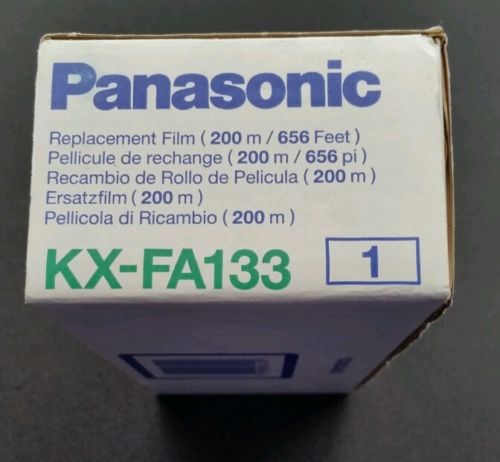 Panasonic
Replacement Film ( 200 m / 656 Feet )
Pellicule de rechange ( 200 m / 656 pi )
Recambio de Rollo de Pelicula ( 200 m )
Ersatzfilm ( 200 m )
Pellicola di Ricambio ( 200 m )
KX-FA133 1